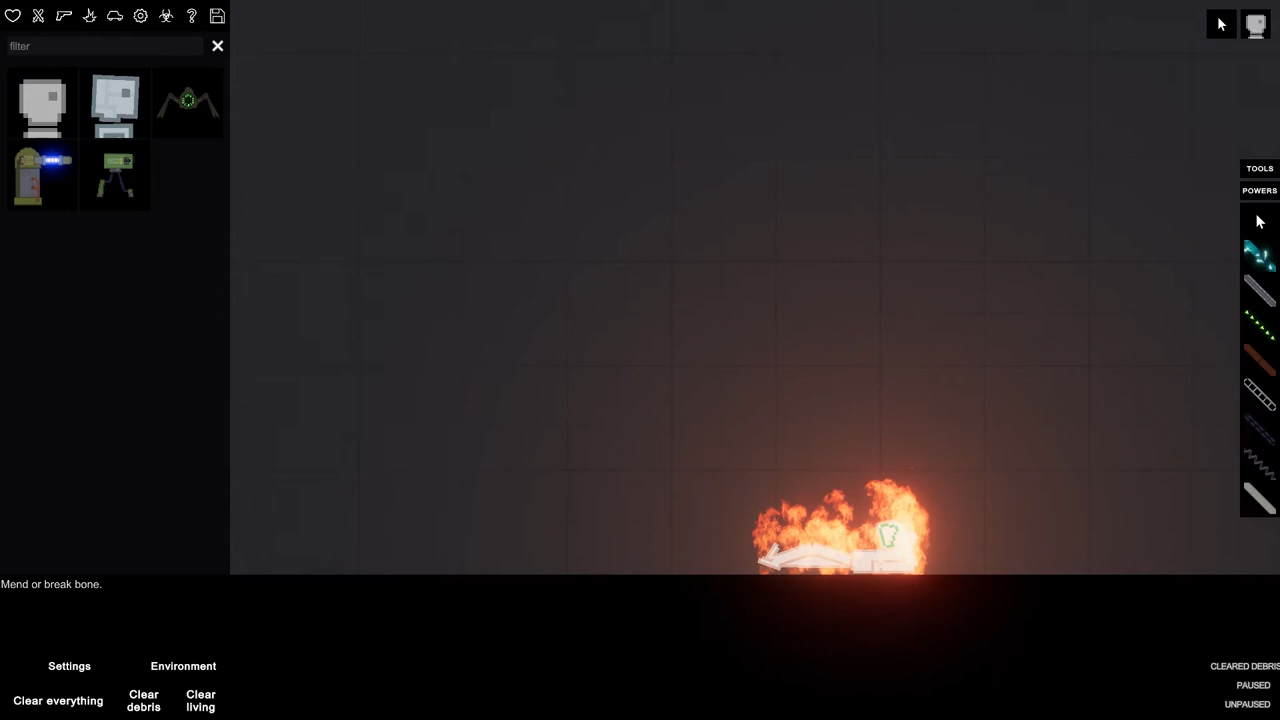 filter
TOOLS
POWERS
Mend or break bone.
Settings
Environment
Clear everything
Clear
debris
Clear
living
CLEARED DEBRIS
PAUSED
UNPAUSED